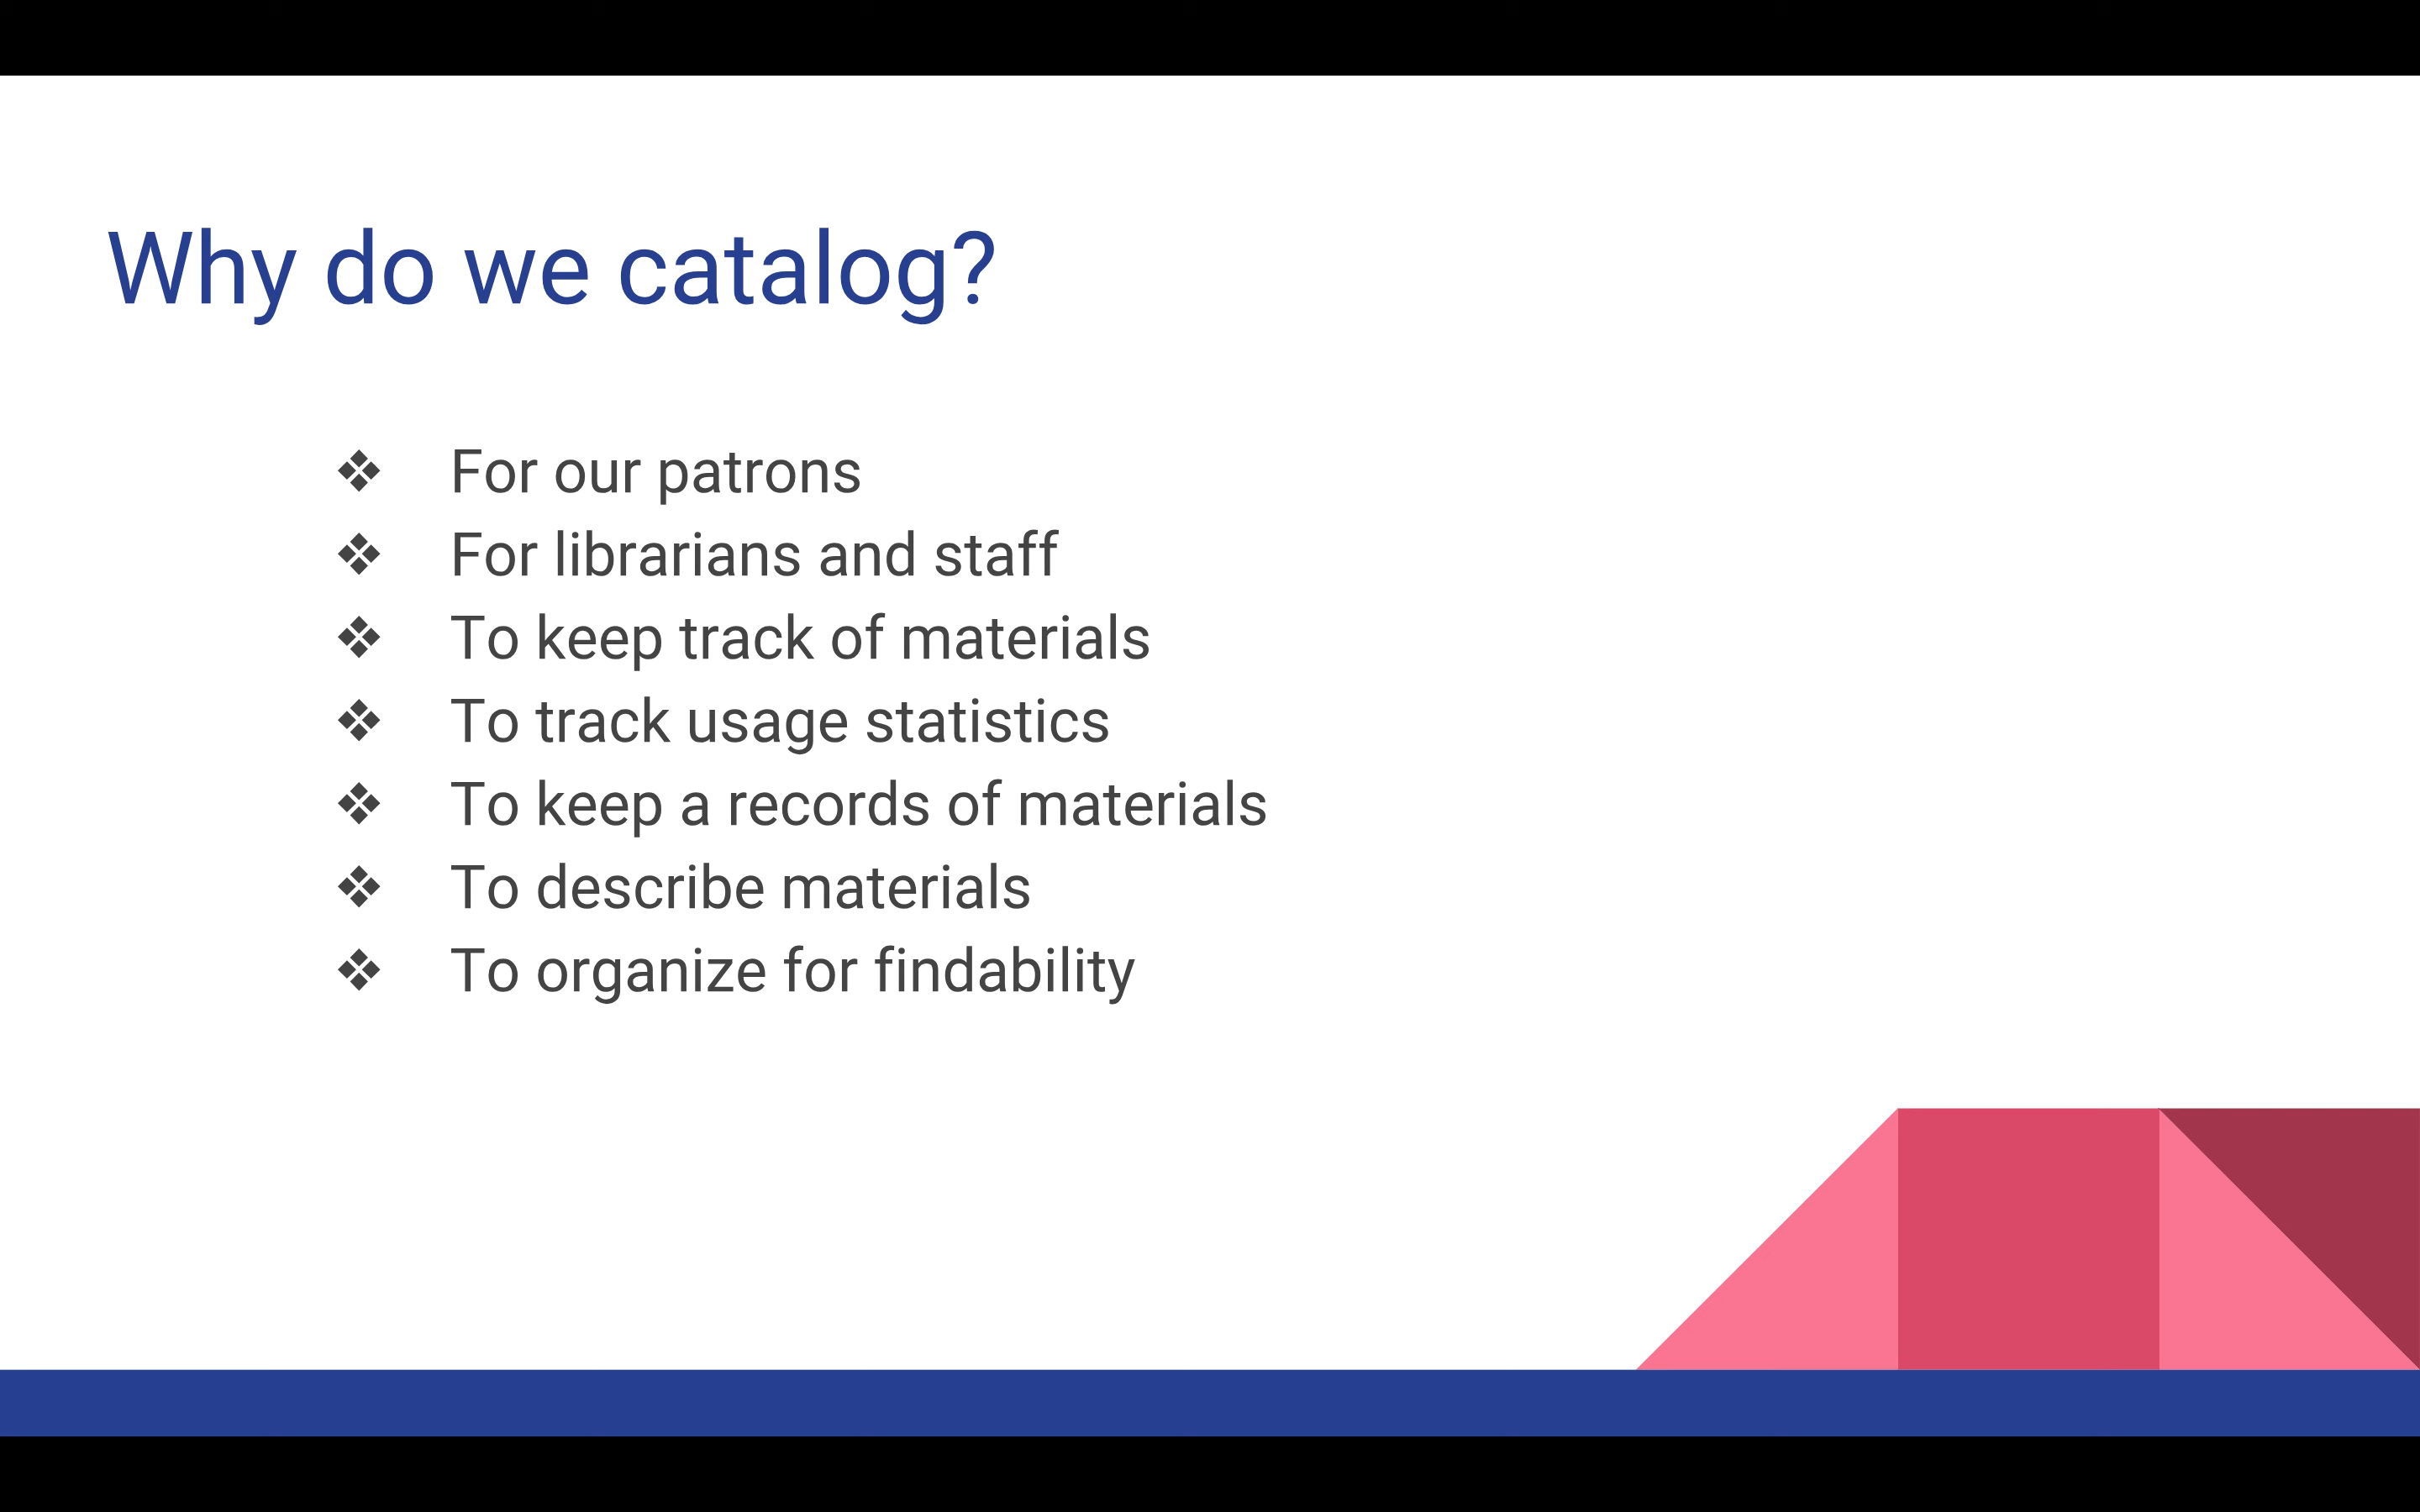 Why do we catalog?
❖ For our patrons
❖ For librarians and staff
❖ To keep track of materials
❖ To track usage statistics
❖ To keep a records of materials
❖ To describe materials
❖ To organize for findability